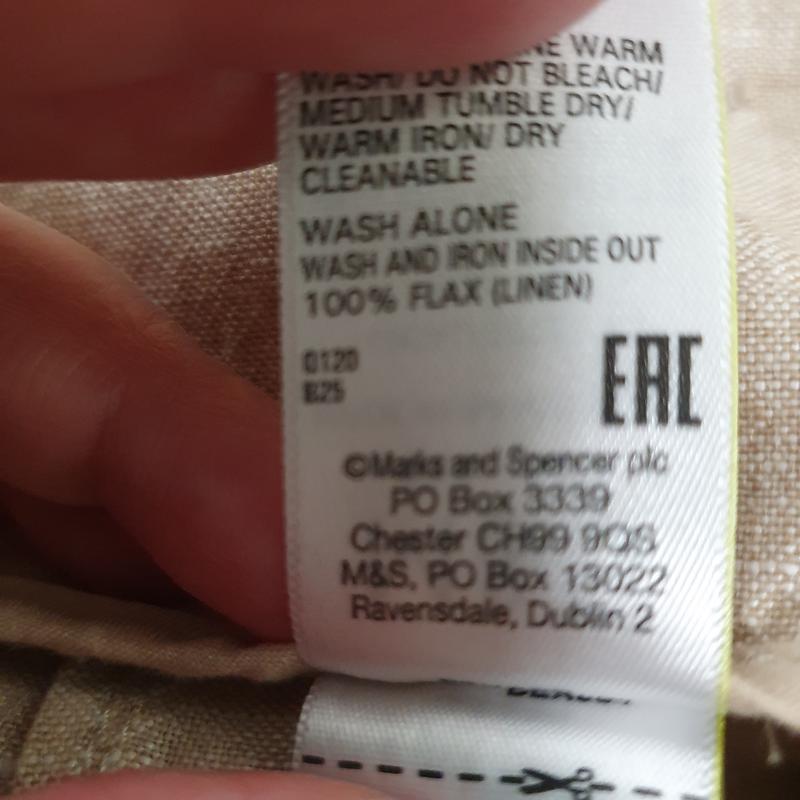 WARM
WASH/ DO NOT BLEACH/
MEDIUM TUMBLE DRY/
WARM IRON/ DRY
CLEANABLE
WASH ALONE
WASH AND IRON INSIDE OUT
100% FLAX (LINEN)
0120
B25
EAC
©Marks and Spencer plc
PO Box 3339
Chester CH99 9QS
M&S, PO Box 13022
Ravensdale, Dublin 2